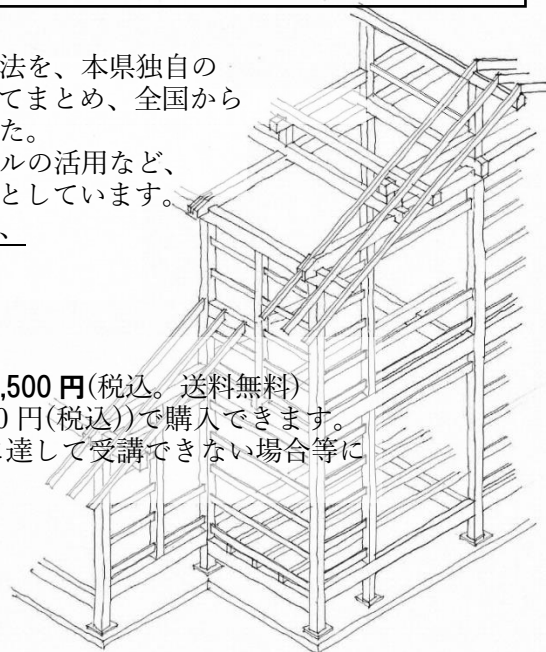 法を、本県独自の
てまとめ、全国から
た。
ルの活用など、
としています。
、
,500 円(税込。送料無料)
0 円(税込))で購入できます。
達して受講できない場合等に